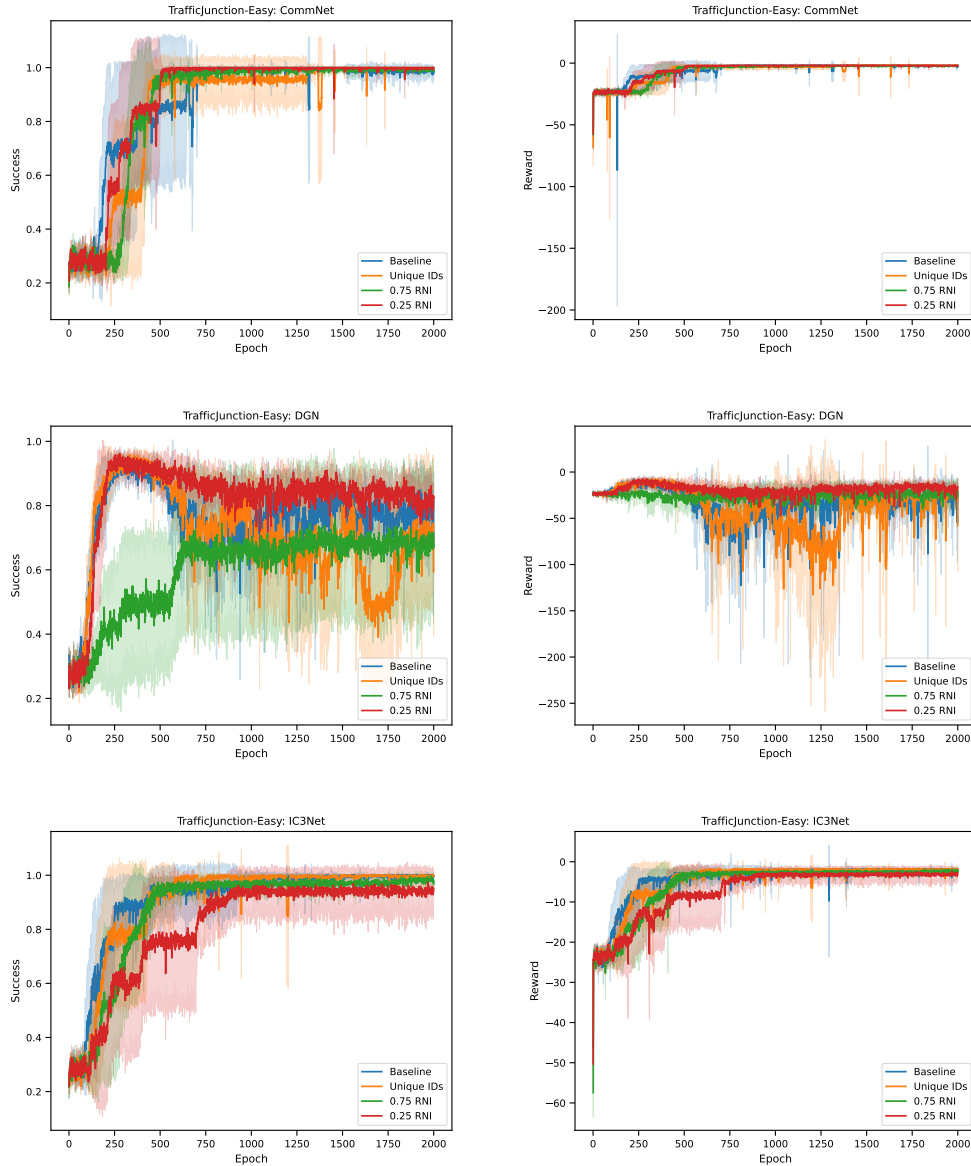 TrafficJunction-Easy: CommNet
1.0
0.8
0.6
0.4
0.2
Success
0 250 500 750 1000 1250 1500 1750 2000
Epoch
Baseline
Unique IDs
0.75 RNI
0.25 RNI
TrafficJunction-Easy: CommNet
0
−50
−100
−150
−200
Reward
0 250 500 750 1000 1250 1500 1750 2000
Epoch
Baseline
Unique IDs
0.75 RNI
0.25 RNI
TrafficJunction-Easy: DGN
1.0
0.8
0.6
0.4
0.2
Success
0 250 500 750 1000 1250 1500 1750 2000
Epoch
Baseline
Unique IDs
0.75 RNI
0.25 RNI
TrafficJunction-Easy: DGN
0
−50
−100
−150
−200
−250
Reward
0 250 500 750 1000 1250 1500 1750 2000
Epoch
Baseline
Unique IDs
0.75 RNI
0.25 RNI
TrafficJunction-Easy: IC3Net
1.0
0.8
0.6
0.4
0.2
Success
0 250 500 750 1000 1250 1500 1750 2000
Epoch
Baseline
Unique IDs
0.75 RNI
0.25 RNI
TrafficJunction-Easy: IC3Net
0
−10
−20
−30
−40
−50
−60
Reward
0 250 500 750 1000 1250 1500 1750 2000
Epoch
Baseline
Unique IDs
0.75 RNI
0.25 RNI